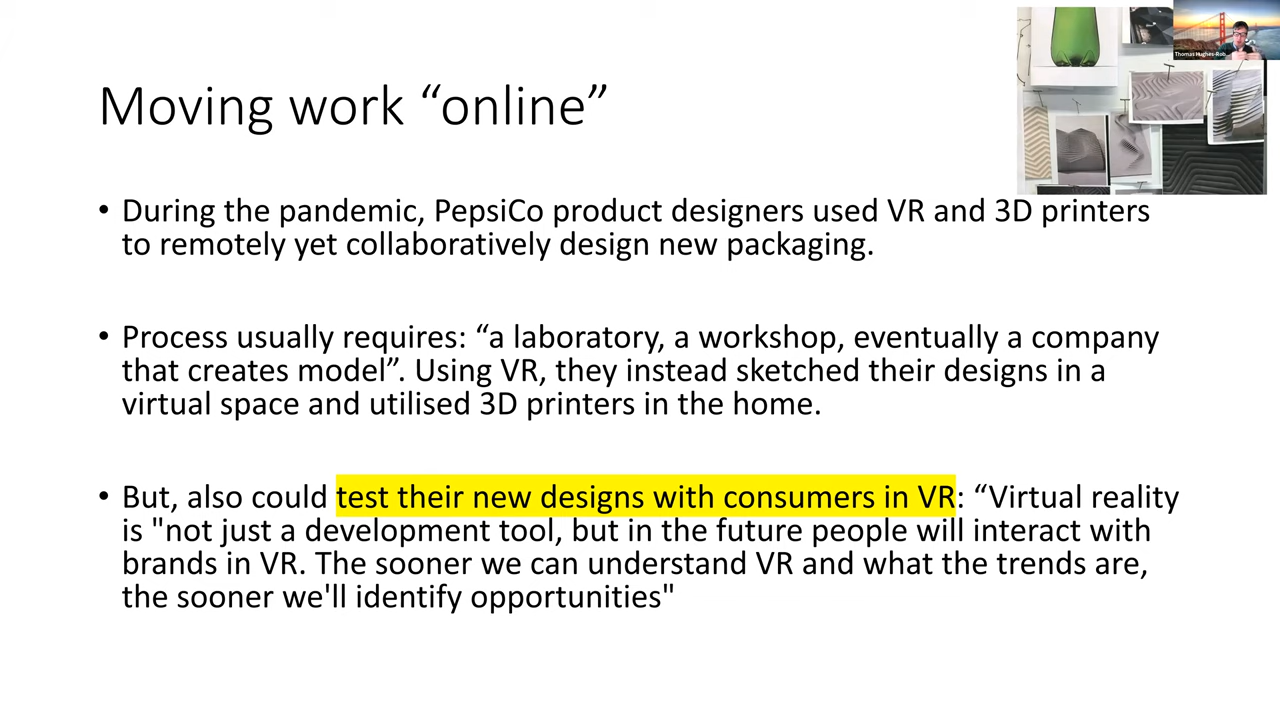 Thomas Hughes-Rob
Moving work “online”
• During the pandemic, PepsiCo product designers used VR and 3D printers
to remotely yet collaboratively design new packaging.
• Process usually requires: “a laboratory, a workshop, eventually a company
that creates model”. Using VR, they instead sketched their designs in a
virtual space and utilised 3D printers in the home.
• But, also could test their new designs with consumers in VR: “Virtual reality
is "not just a development tool, but in the future people will interact with
brands in VR. The sooner we can understand VR and what the trends are,
the sooner we'll identify opportunities"